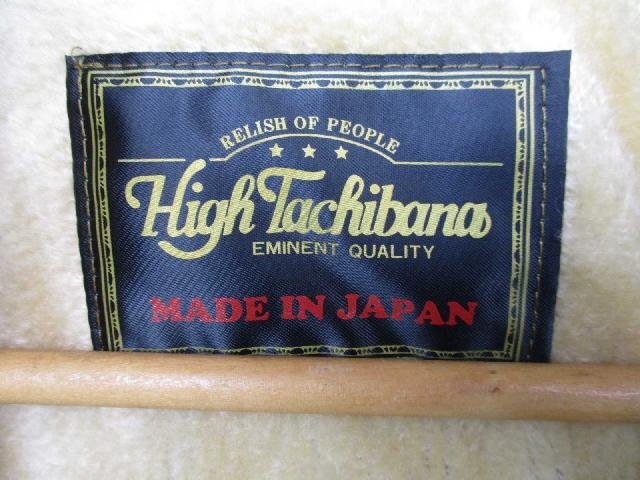 RELISH OF PEOPLE
High Tachibana
EMINENT QUALITY
MADE IN JAPAN